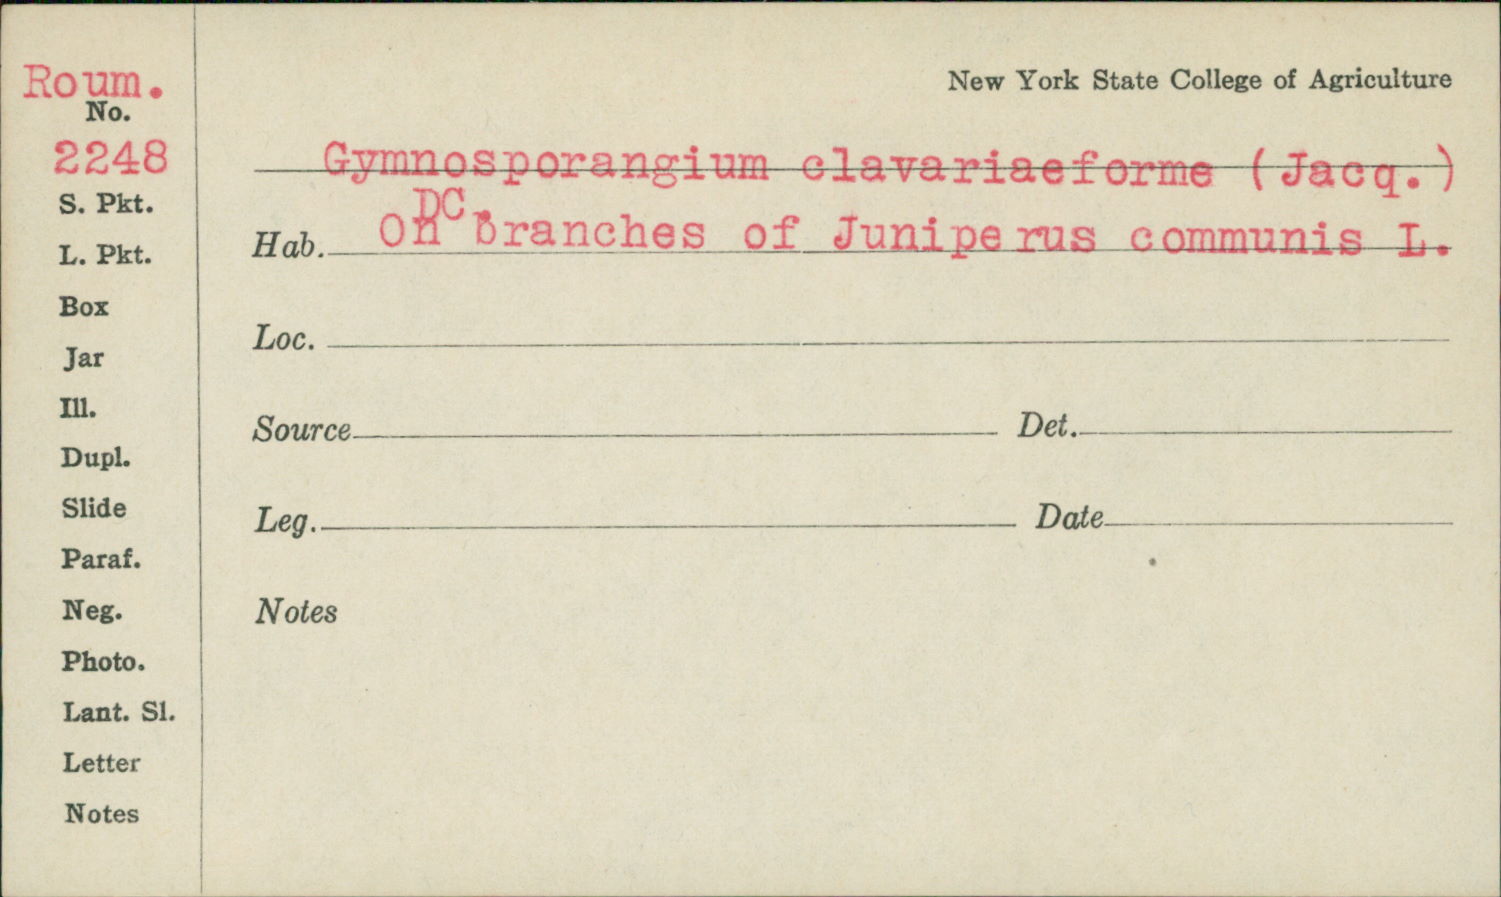 Roum.
No.
2248
S. Pkt.
L. Pkt.
Box
Jar
Ill.
Dupl.
Slide
Paraf.
Neg.
Photo.
Lant. Sl.
Letter
Notes
New York State College of Agriculture
Gymnosporangium clavariaeforme (Jacq.)
DC.
Hab. On branches of Juniperus communis L.
Loc.
Source Det.
Leg. Date
Notes